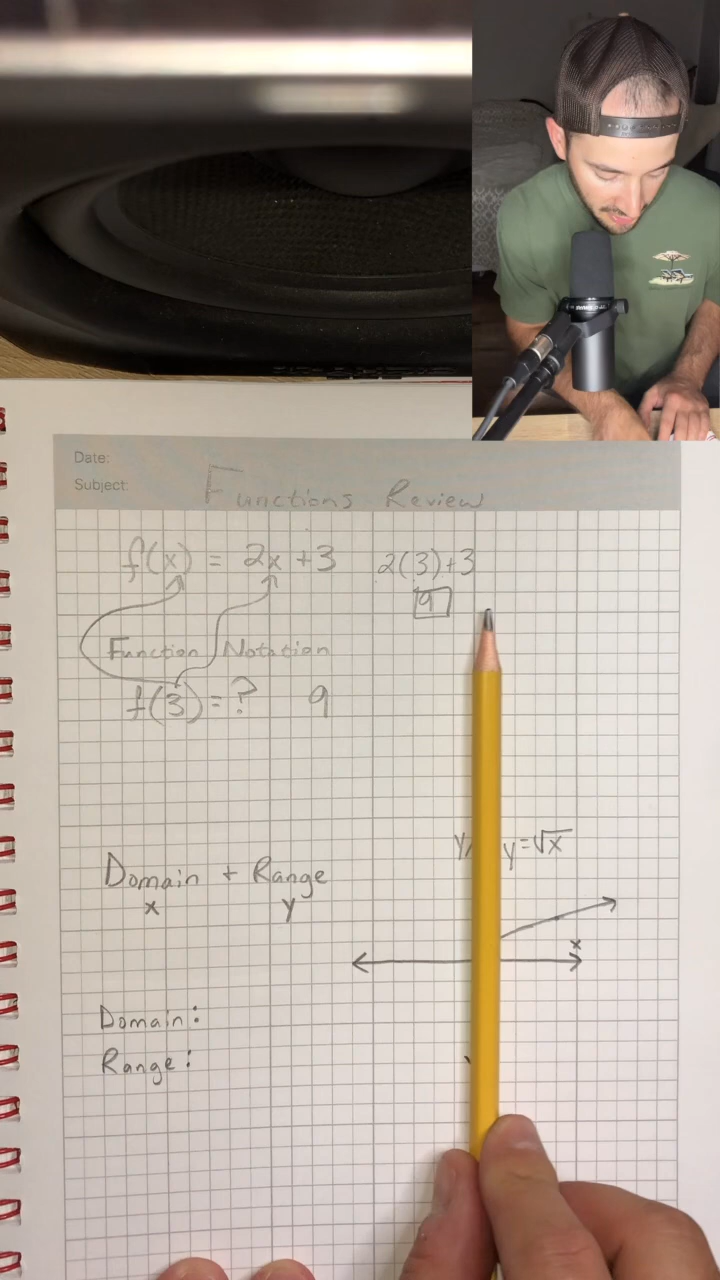 Date:
Subject:
Functions Review
f(x) = 2x + 3
2(3)+3
9
Function Notation
f(3) = ? 9
y y=√x
Domain + Range
x y
x
Domain:
Range: